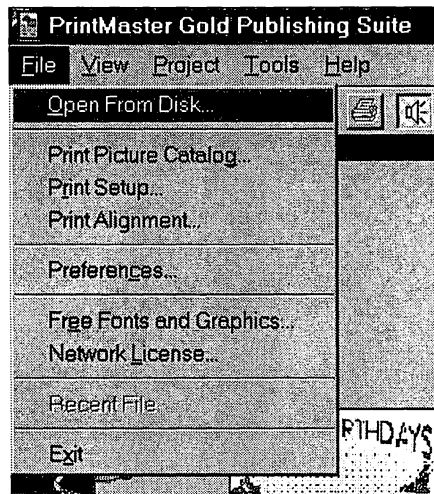 PrintMaster Gold Publishing Suite
File View Project Tools Help
Open From Disk...
Print Picture Catalog...
Print Setup...
Print Alignment...
Preferences...
Free Fonts and Graphics...
Network License...
Recent File
Exit
RTHDAYS